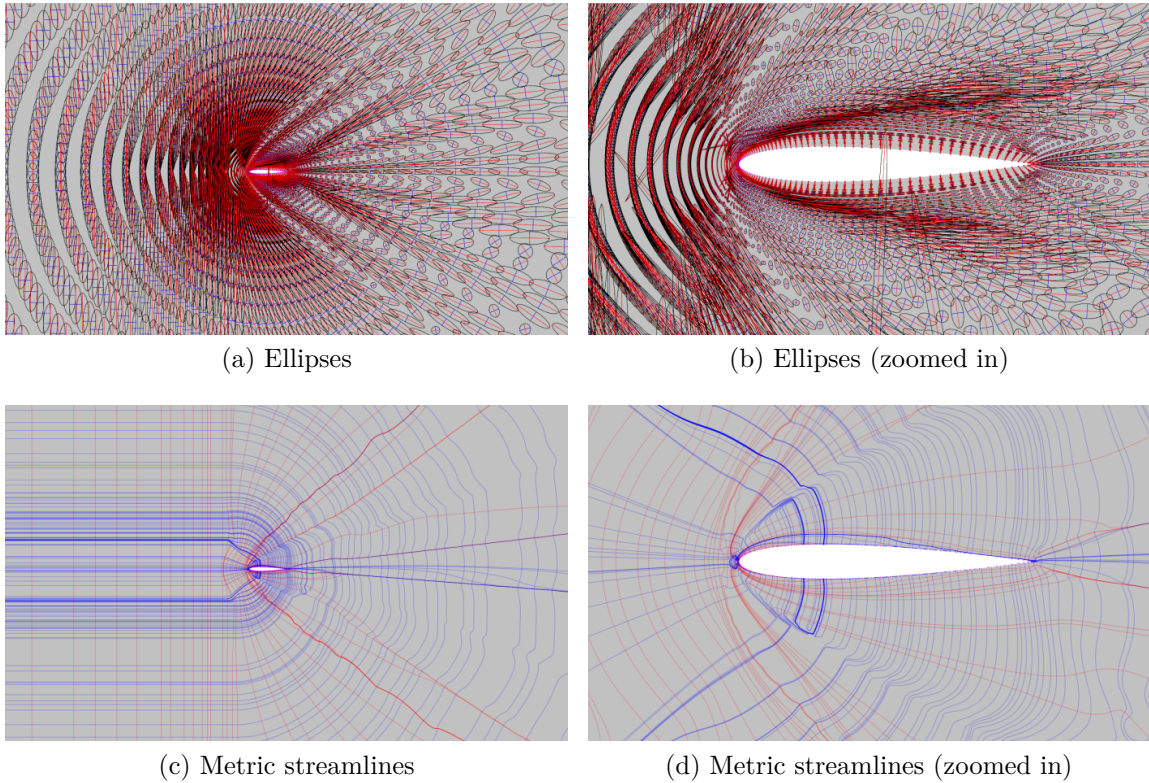 (a) Ellipses
(b) Ellipses (zoomed in)
(c) Metric streamlines
(d) Metric streamlines (zoomed in)